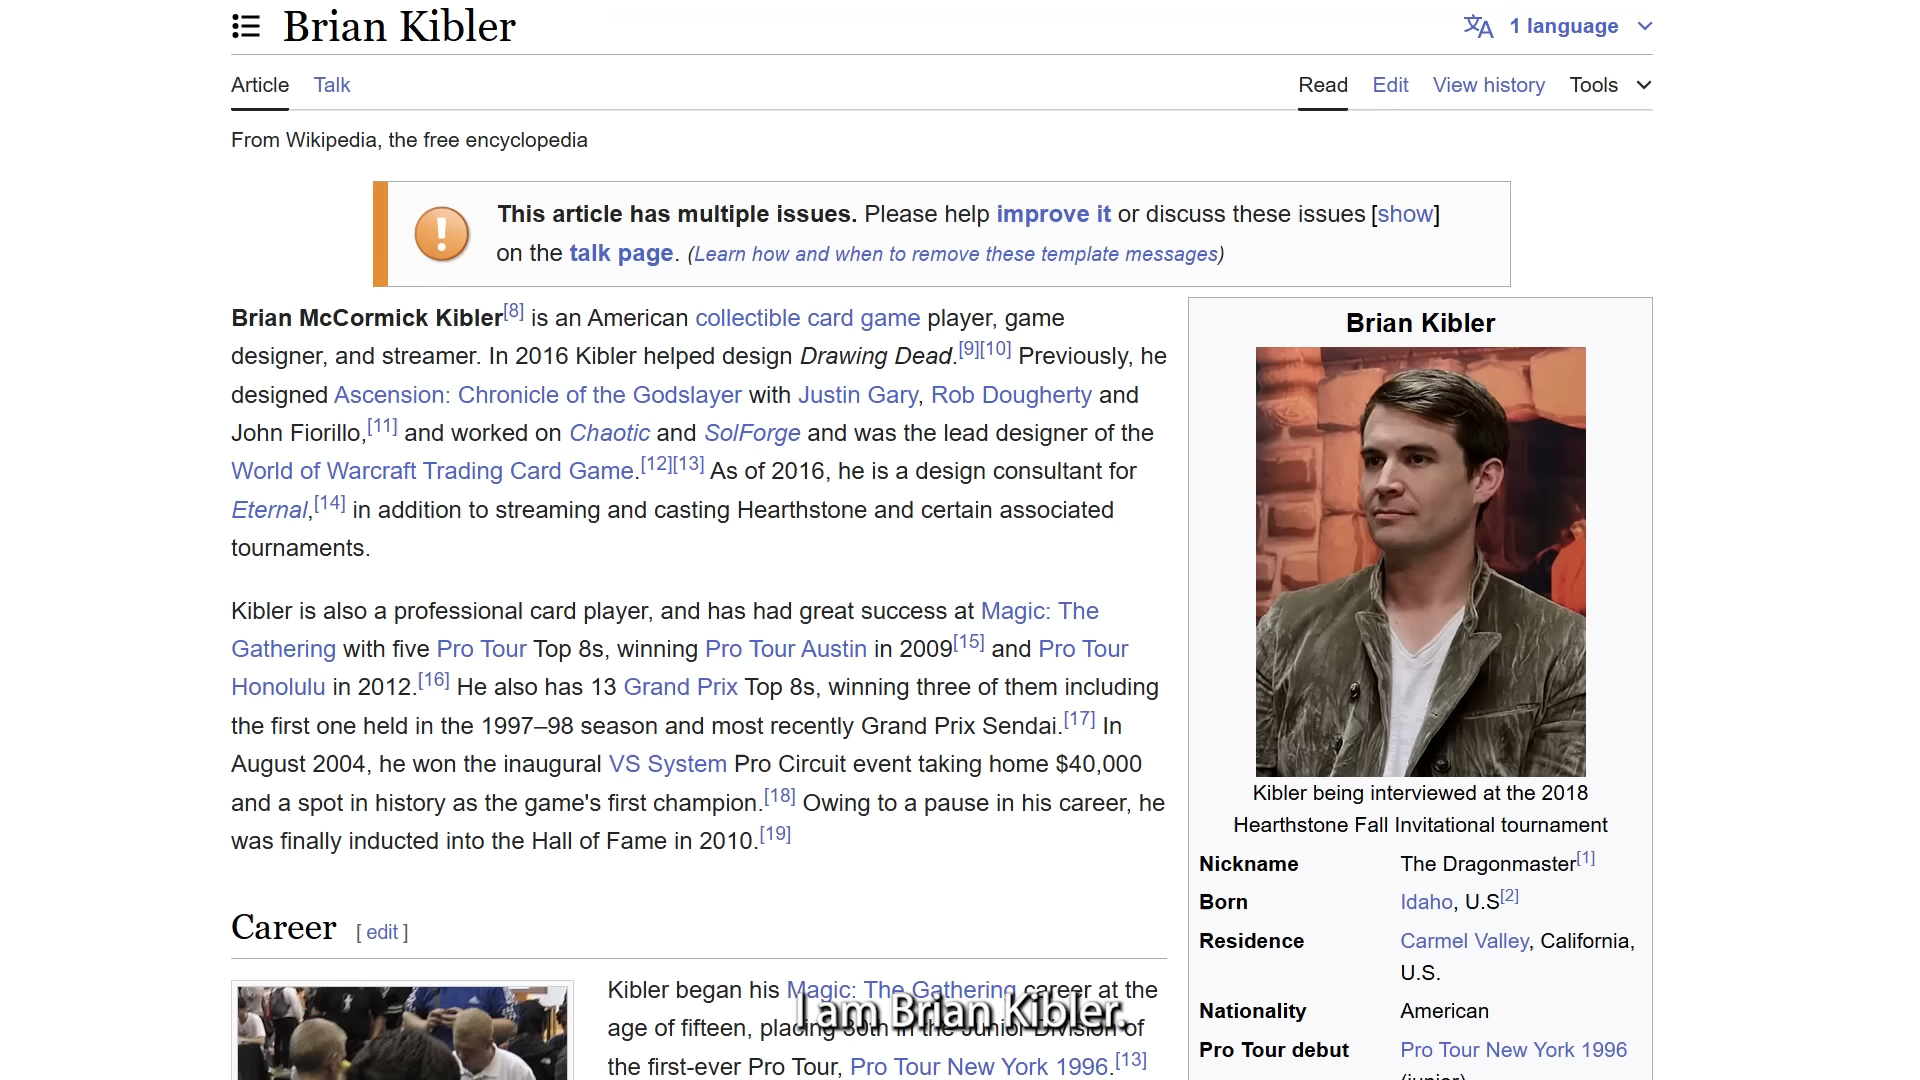 Brian Kibler
1 language
Article Talk
Read Edit View history Tools
From Wikipedia, the free encyclopedia
This article has multiple issues. Please help improve it or discuss these issues [show]
on the talk page. (Learn how and when to remove these template messages)
Brian McCormick Kibler[8] is an American collectible card game player, game
designer, and streamer. In 2016 Kibler helped design Drawing Dead.[9][10] Previously, he
designed Ascension: Chronicle of the Godslayer with Justin Gary, Rob Dougherty and
John Fiorillo,[11] and worked on Chaotic and SolForge and was the lead designer of the
World of Warcraft Trading Card Game.[12][13] As of 2016, he is a design consultant for
Eternal,[14] in addition to streaming and casting Hearthstone and certain associated
tournaments.
Kibler is also a professional card player, and has had great success at Magic: The
Gathering with five Pro Tour Top 8s, winning Pro Tour Austin in 2009[15] and Pro Tour
Honolulu in 2012.[16] He also has 13 Grand Prix Top 8s, winning three of them including
the first one held in the 1997–98 season and most recently Grand Prix Sendai.[17] In
August 2004, he won the inaugural VS System Pro Circuit event taking home $40,000
and a spot in history as the game's first champion.[18] Owing to a pause in his career, he
was finally inducted into the Hall of Fame in 2010.[19]
Career [ edit ]
Kibler began his Magic: The Gathering career at the
age of fifteen, placing 30th in the Junior Division of
the first-ever Pro Tour, Pro Tour New York 1996.[13]
I am Brian Kibler.
Brian Kibler
Kibler being interviewed at the 2018
Hearthstone Fall Invitational tournament
Nickname The Dragonmaster[1]
Born Idaho, U.S[2]
Residence Carmel Valley, California,
U.S.
Nationality American
Pro Tour debut Pro Tour New York 1996
(junior)